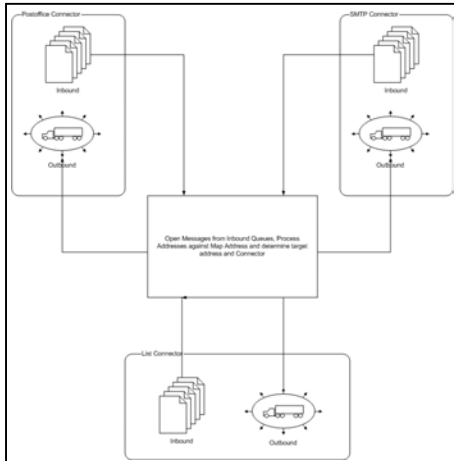 Postoffice Connector
SMTP Connector
Inbound
Inbound
Outbound
Outbound
Open Messages from Inbound Queues, Process
Addresses against Map Address and determine target
address and Connector
List Connector
Inbound
Outbound